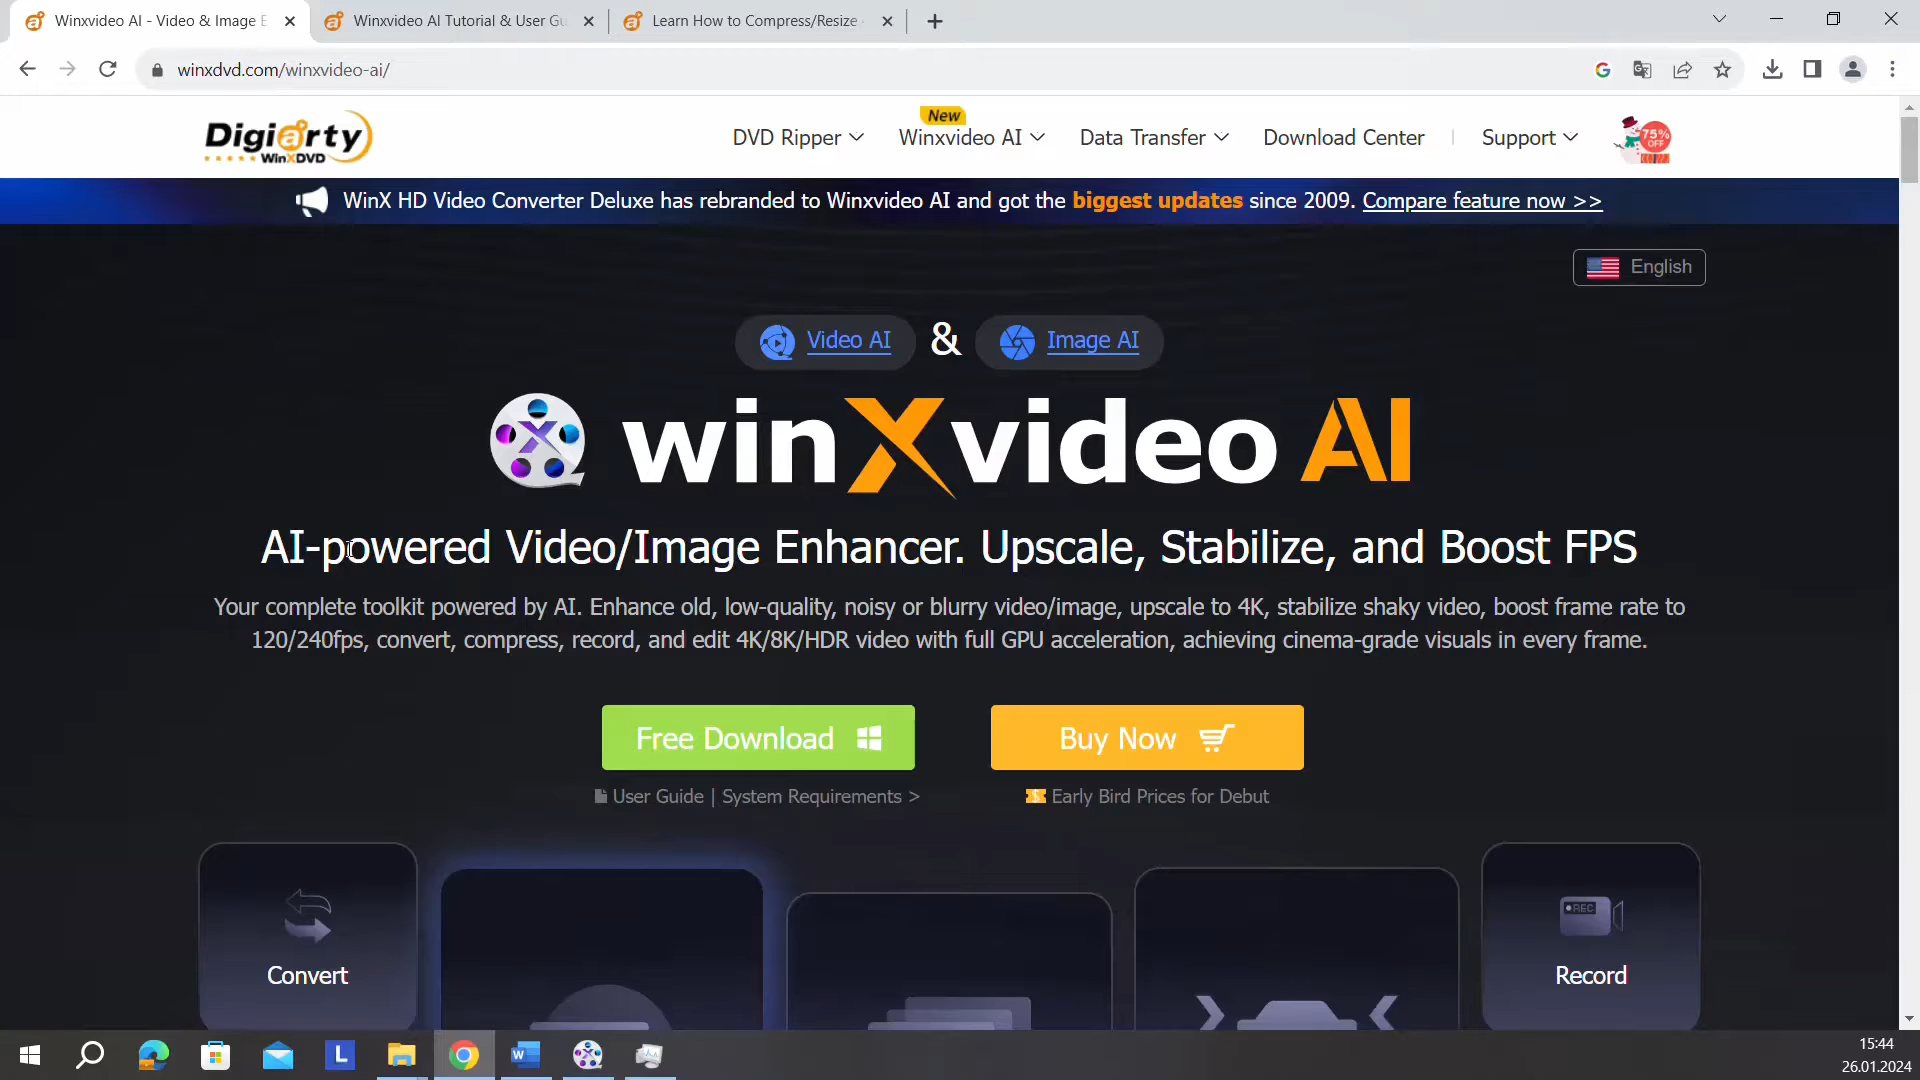 Winxvideo AI - Video & Image E
Winxvideo AI Tutorial & User Gu
Learn How to Compress/Resize
winxdvd.com/winxvideo-ai/
Digiarty
WinXDVD
DVD Ripper
New
Winxvideo AI
Data Transfer
Download Center
Support
75%
OFF
WinX HD Video Converter Deluxe has rebranded to Winxvideo AI and got the biggest updates since 2009. Compare feature now >>
English
Video AI & Image AI
winXvideo AI
AI-powered Video/Image Enhancer. Upscale, Stabilize, and Boost FPS
Your complete toolkit powered by AI. Enhance old, low-quality, noisy or blurry video/image, upscale to 4K, stabilize shaky video, boost frame rate to
120/240fps, convert, compress, record, and edit 4K/8K/HDR video with full GPU acceleration, achieving cinema-grade visuals in every frame.
Free Download
Buy Now
User Guide | System Requirements >
Early Bird Prices for Debut
Convert
REC
Record
15:44
26.01.2024